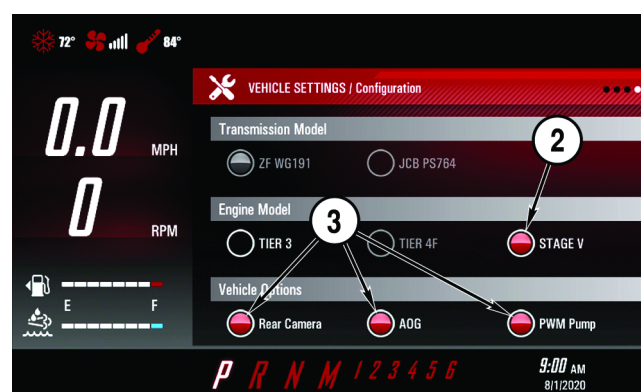 72° 84°
VEHICLE SETTINGS / Configuration
0.0 MPH
Transmission Model
ZF WG191 JCB PS764
2
0 RPM
Engine Model
3
TIER 3 TIER 4F STAGE V
E F
Vehicle Options
Rear Camera AOG PWM Pump
P R N M 1 2 3 4 5 6
9:00 AM
8/1/2020